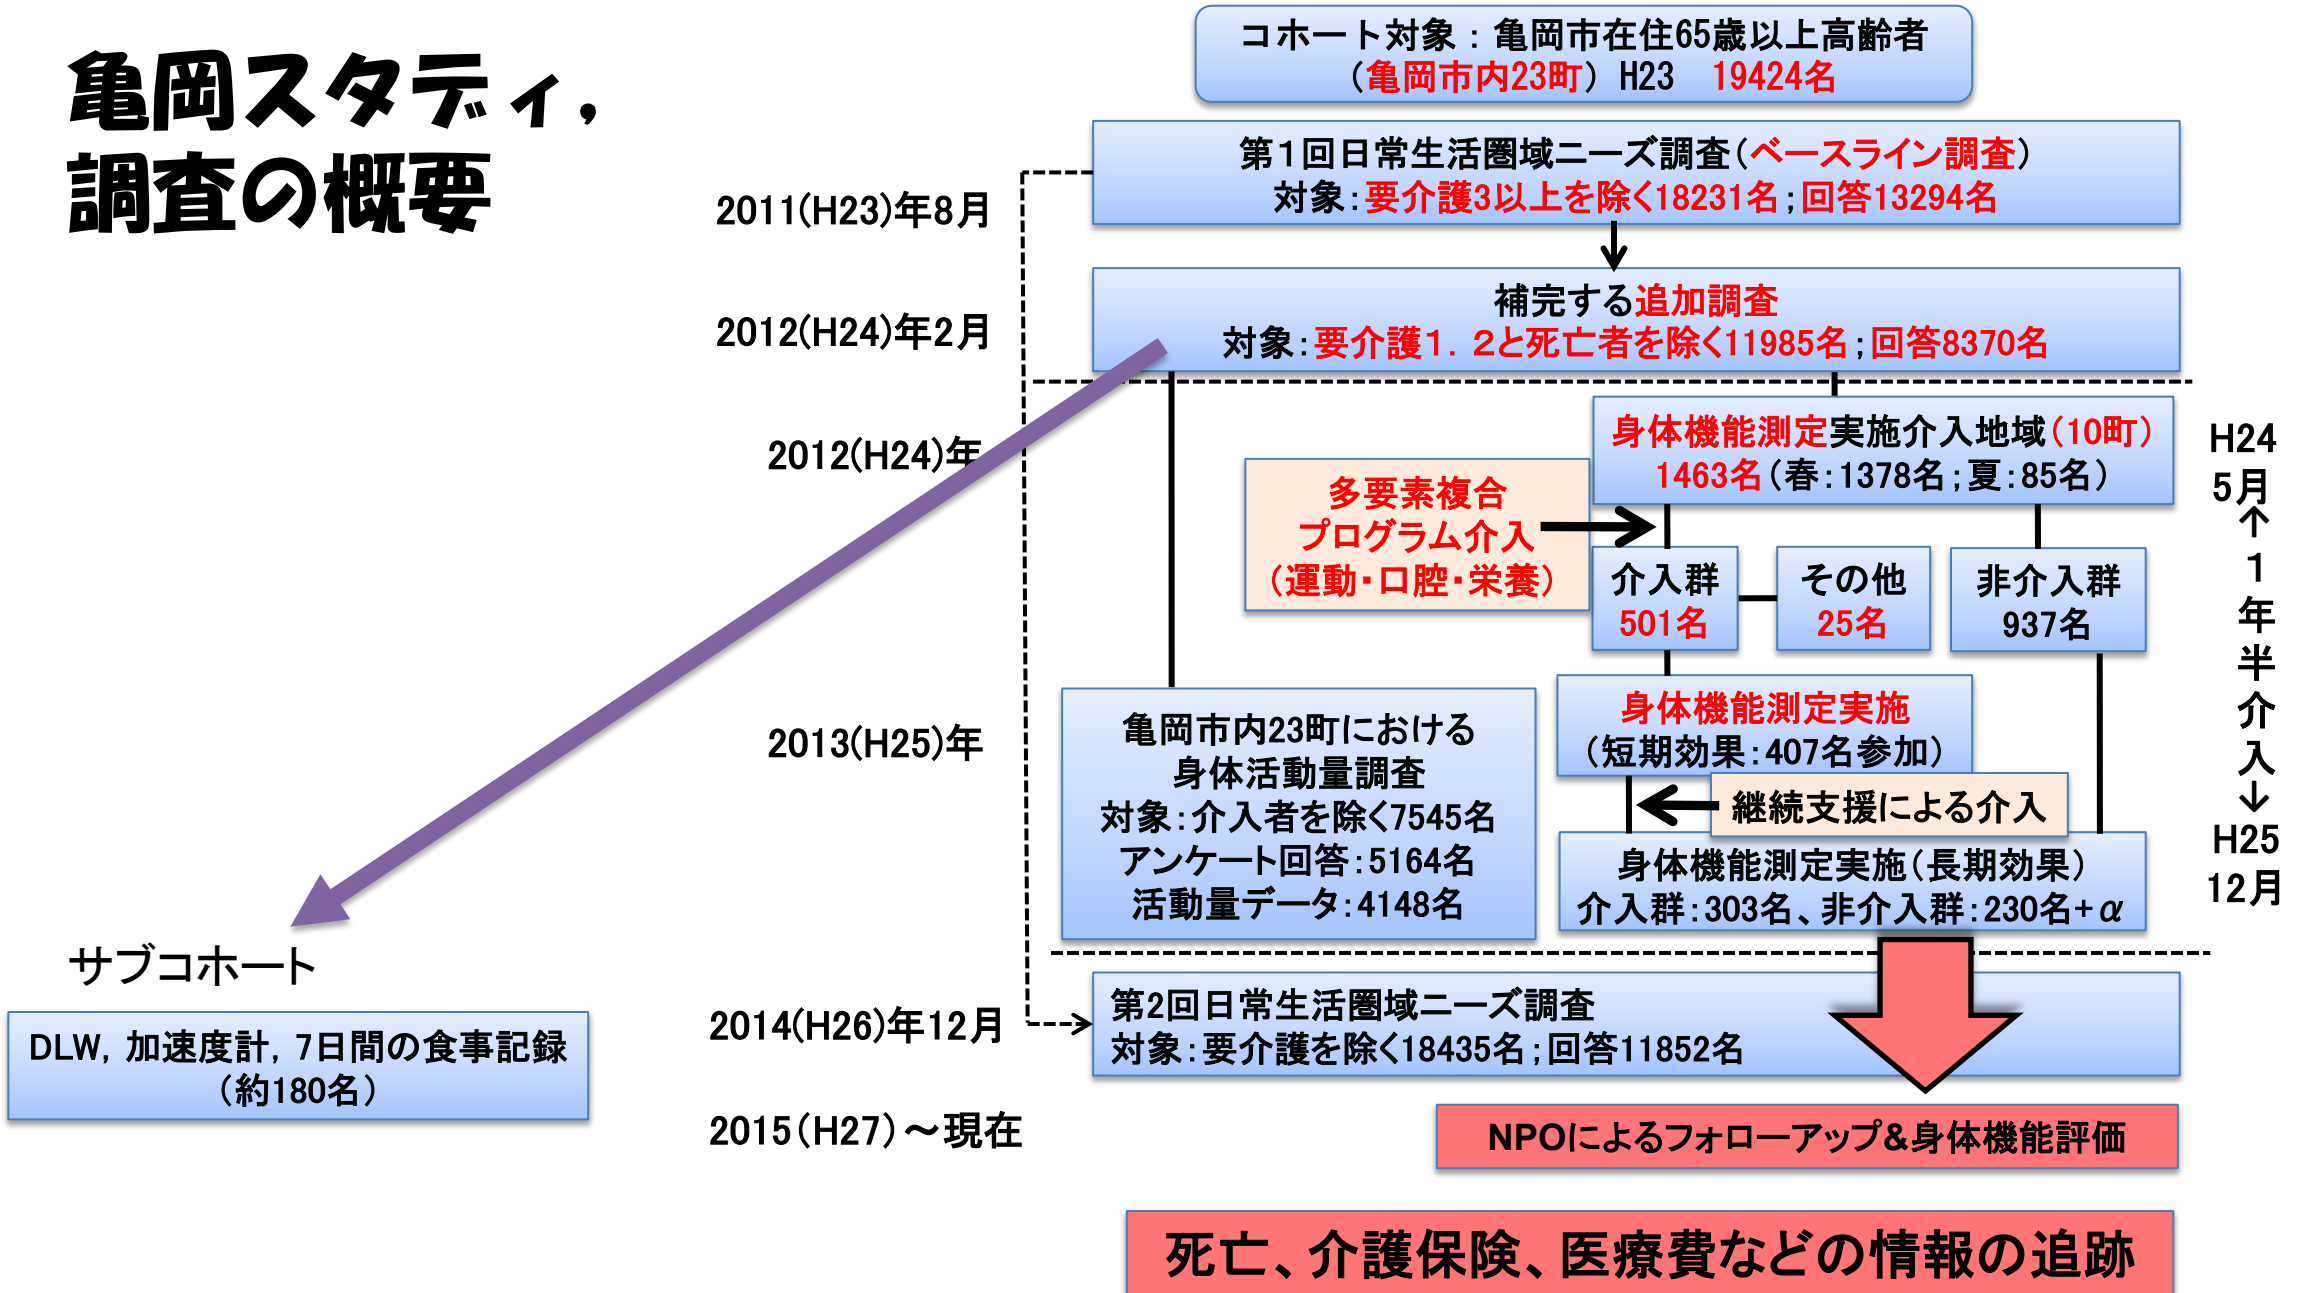 亀岡スタディ,
調査の概要
コホート対象：亀岡市在住65歳以上高齢者
（亀岡市内23町）H23　19424名
2011(H23)年8月
第１回日常生活圏域ニーズ調査（ベースライン調査）
対象：要介護3以上を除く18231名；回答13294名
2012(H24)年2月
補完する追加調査
対象：要介護１．２と死亡者を除く11985名；回答8370名
2012(H24)年
身体機能測定実施介入地域（10町）
1463名（春：1378名；夏：85名）
多要素複合
プログラム介入
（運動・口腔・栄養）
介入群
501名
その他
25名
非介入群
937名
H24
5月
↑
１
年
半
介
入
↓
H25
12月
2013(H25)年
亀岡市内23町における
身体活動量調査
対象：介入者を除く7545名
アンケート回答：5164名
活動量データ：4148名
身体機能測定実施
（短期効果：407名参加）
継続支援による介入
身体機能測定実施（長期効果）
介入群：303名、非介入群：230名+α
サブコホート
DLW，加速度計，7日間の食事記録
（約180名）
2014(H26)年12月
第2回日常生活圏域ニーズ調査
対象：要介護を除く18435名；回答11852名
2015（H27）～現在
NPOによるフォローアップ&身体機能評価
死亡、介護保険、医療費などの情報の追跡